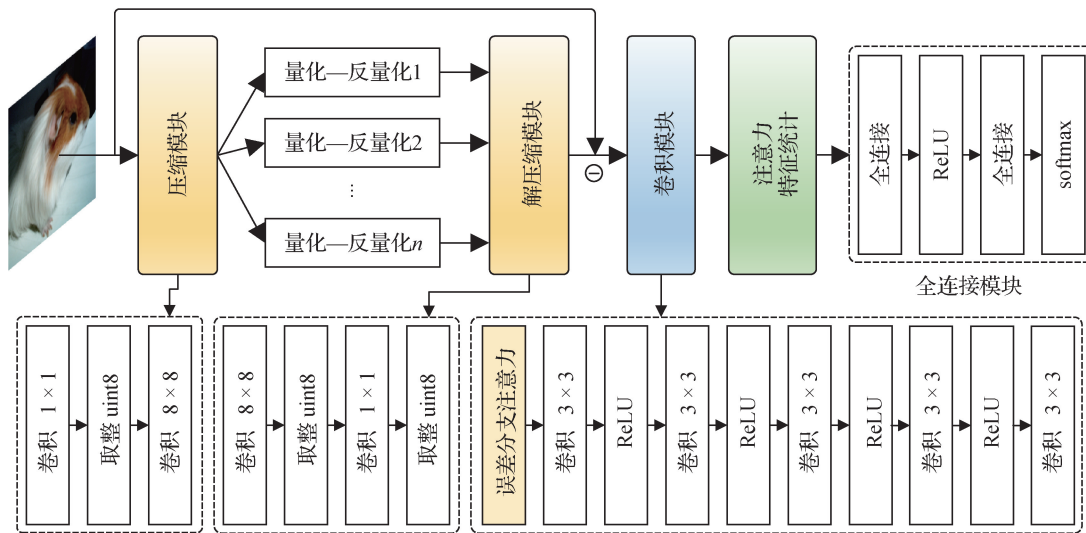 压缩模块
量化—反量化1
量化—反量化2
...
量化—反量化n
解压缩模块
⊖
卷积模块
注意力
特征统计
全连接
ReLU
全连接
softmax
全连接模块
卷积 1×1
取整 uint8
卷积 8×8
卷积 8×8
取整 uint8
卷积 1×1
取整 uint8
误差分支注意力
卷积 3×3
ReLU
卷积 3×3
ReLU
卷积 3×3
ReLU
卷积 3×3
ReLU
卷积 3×3